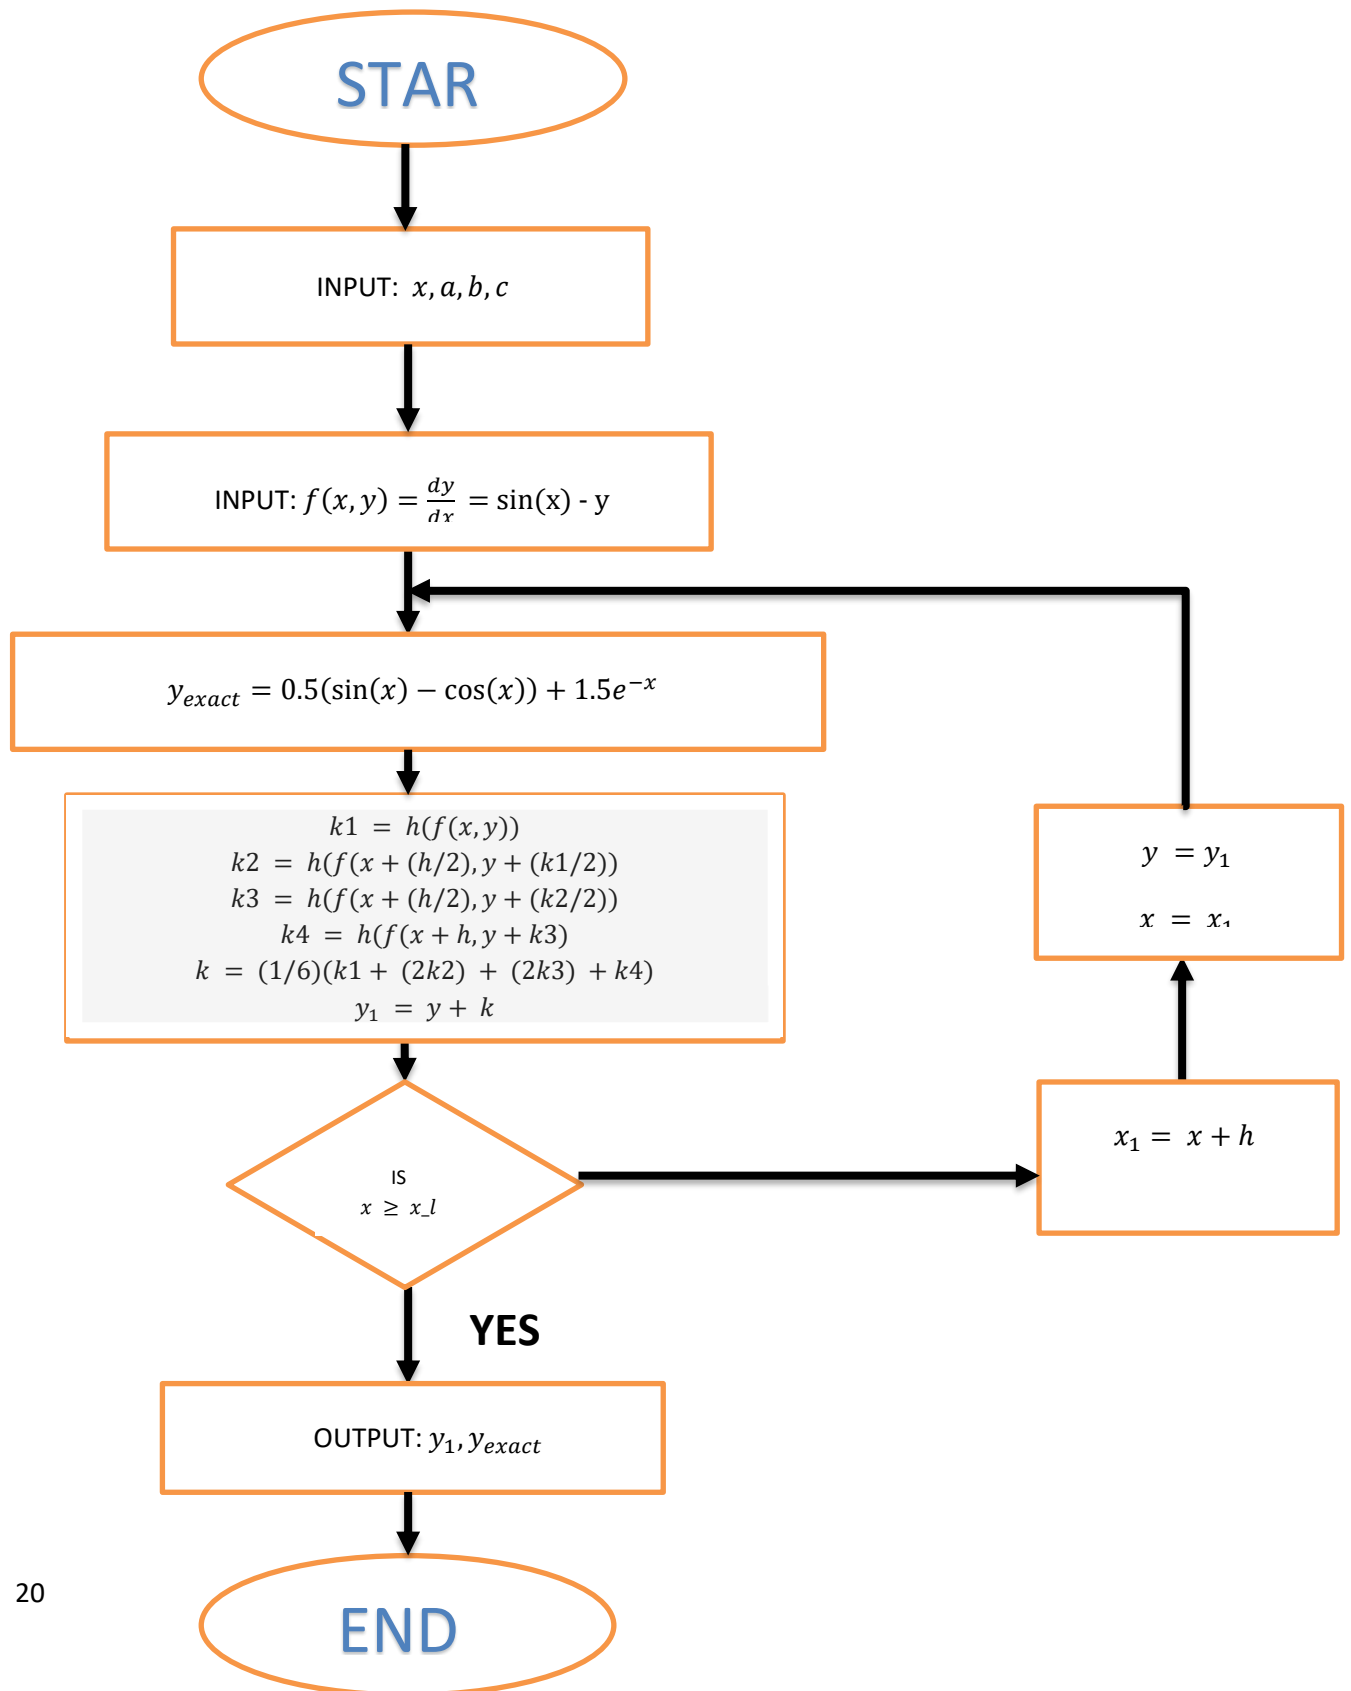 STAR
INPUT: x, a, b, c
INPUT: f(x, y) = dy/dx = sin(x) - y
y_exact = 0.5(sin(x) − cos(x)) + 1.5e^−x
k1 = h(f(x, y))
k2 = h(f(x + (h/2), y + (k1/2))
k3 = h(f(x + (h/2), y + (k2/2))
k4 = h(f(x + h, y + k3)
k = (1/6)(k1 + (2k2) + (2k3) + k4)
y₁ = y + k
y = y₁
x = x₁
x₁ = x + h
IS
x ≥ x_l
YES
OUTPUT: y₁, y_exact
20
END